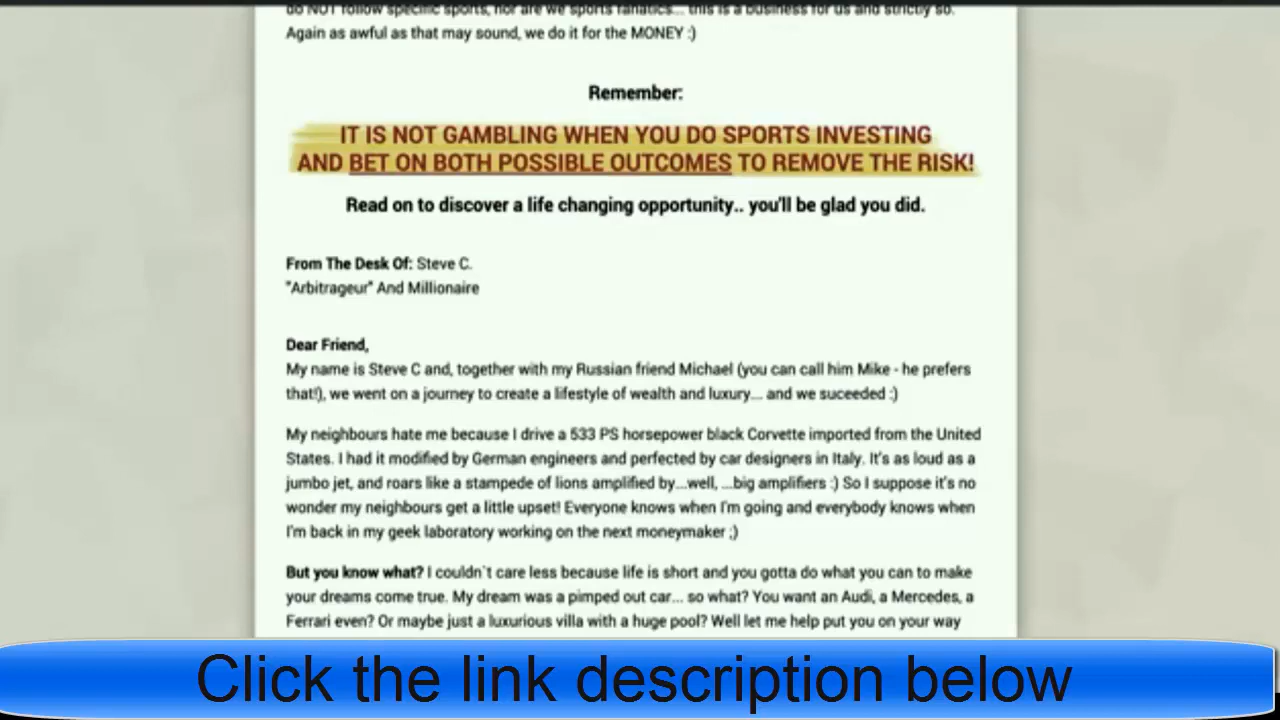 do NOT follow specific sports, nor are we sports fanatics... this is a business for us and strictly so.
Again as awful as that may sound, we do it for the MONEY :)
Remember:
IT IS NOT GAMBLING WHEN YOU DO SPORTS INVESTING
AND BET ON BOTH POSSIBLE OUTCOMES TO REMOVE THE RISK!
Read on to discover a life changing opportunity.. you'll be glad you did.
From The Desk Of: Steve C.
"Arbitrageur" And Millionaire
Dear Friend,
My name is Steve C and, together with my Russian friend Michael (you can call him Mike - he prefers
that!), we went on a journey to create a lifestyle of wealth and luxury... and we suceeded :)
My neighbours hate me because I drive a 533 PS horsepower black Corvette imported from the United
States. I had it modified by German engineers and perfected by car designers in Italy. It's as loud as a
jumbo jet, and roars like a stampede of lions amplified by...well, ...big amplifiers :) So I suppose it's no
wonder my neighbours get a little upset! Everyone knows when I'm going and everybody knows when
I'm back in my geek laboratory working on the next moneymaker ;)
But you know what? I couldn`t care less because life is short and you gotta do what you can to make
your dreams come true. My dream was a pimped out car... so what? You want an Audi, a Mercedes, a
Ferrari even? Or maybe just a luxurious villa with a huge pool? Well let me help put you on your way
Click the link description below